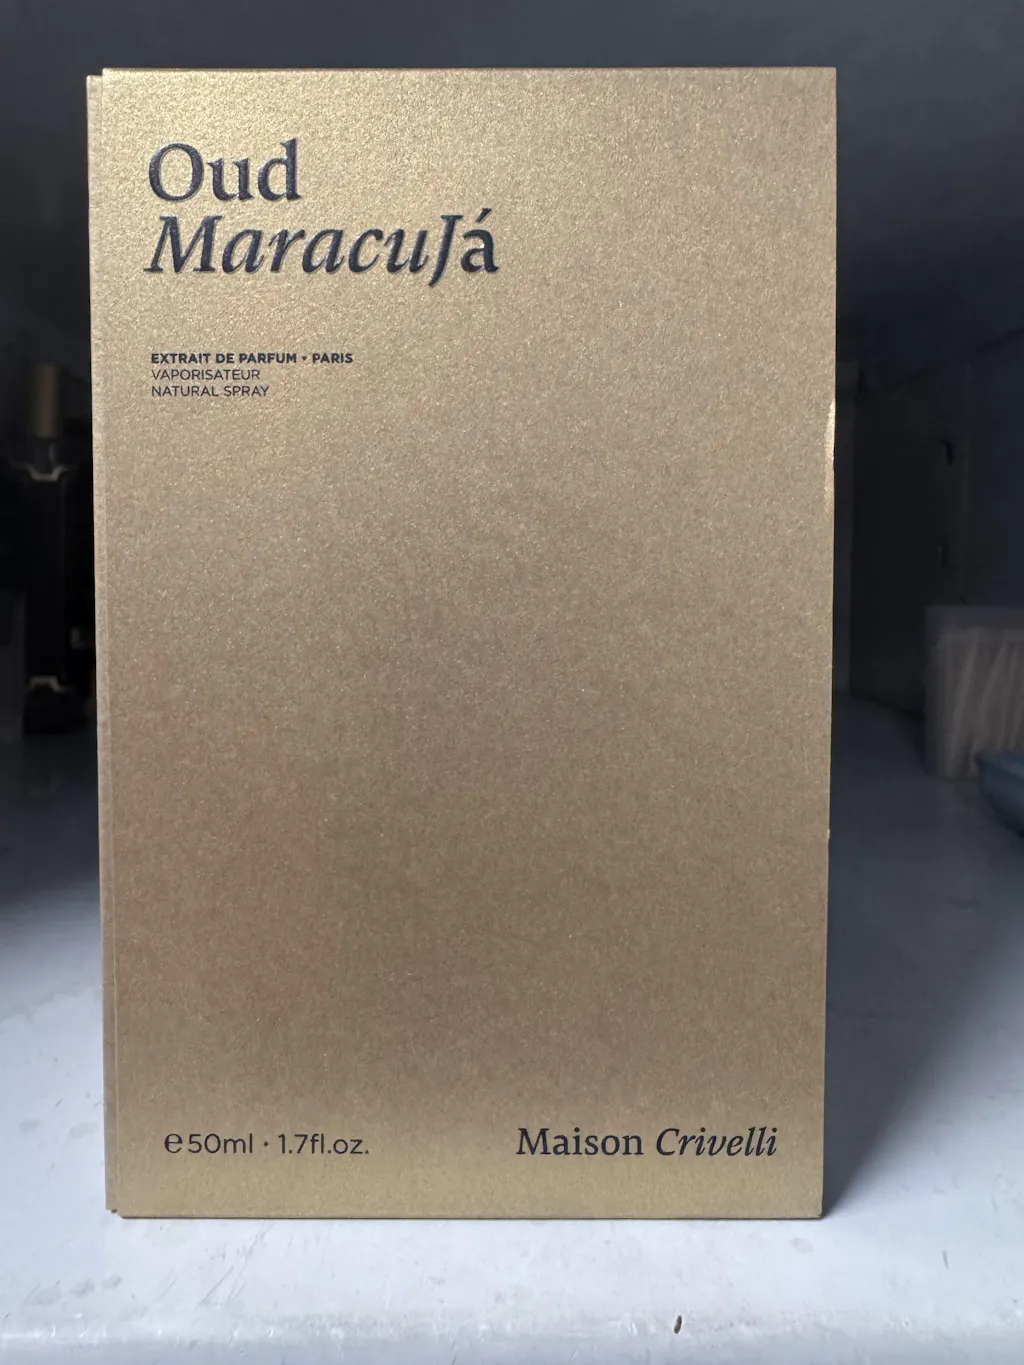 Oud
MaracuJá
EXTRAIT DE PARFUM • PARIS
VAPORISATEUR
NATURAL SPRAY
℮50ml · 1.7fl.oz.
Maison Crivelli